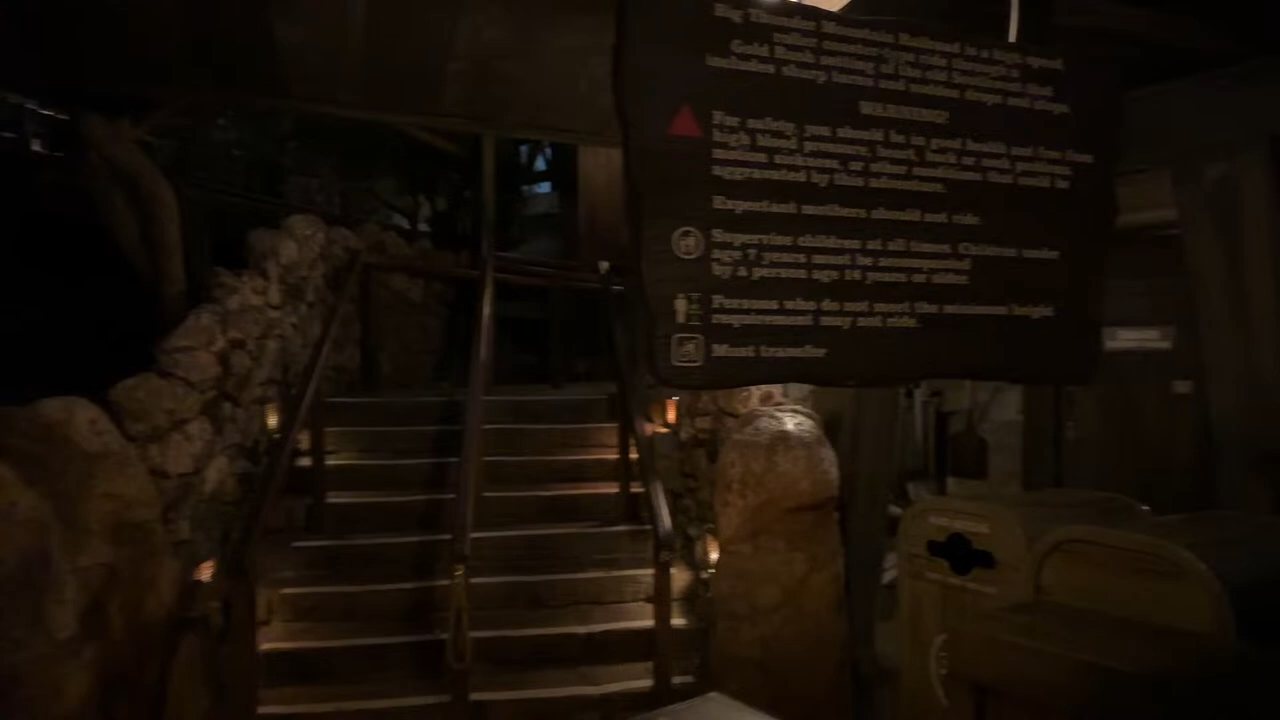 Big Thunder Mountain Railroad is a high speed
roller coaster-type ride through a
Gold Rush setting of the old Southwest that
includes sharp turns and sudden drops and stops.
WARNING!
For safety, you should be in good health and free from
high blood pressure, heart, back or neck problems,
motion sickness, or other conditions that could be
aggravated by this adventure.
Expectant mothers should not ride.
Supervise children at all times. Children under
age 7 years must be accompanied
by a person age 14 years or older.
Persons who do not meet the minimum height
requirement may not ride.
Must transfer